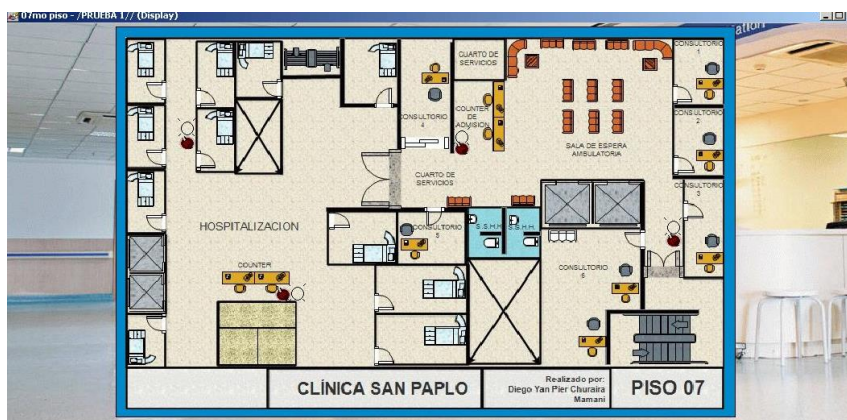 07mo piso - /PRUEBA 1// (Display)
CUARTO DE
SERVICIOS
CONSULTORIO
1
CONSULTORIO
4
COUNTER
DE
ADMISION
CONSULTORIO
2
SALA DE ESPERA
AMBULATORIA
CUARTO DE
SERVICIOS
CONSULTORIO
3
HOSPITALIZACION
CONSULTORIO
5
S.S.H.H.
S.S.H.H.
COUNTER
CONSULTORIO
6
CLÍNICA SAN PAPLO
Realizado por:
Diego Yan Pier Churaira
Mamani
PISO 07